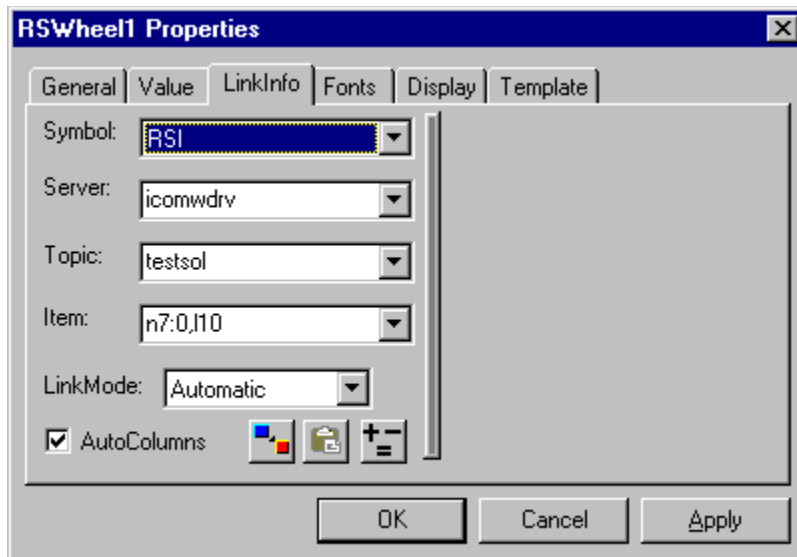 RSWheel1 Properties
General Value LinkInfo Fonts Display Template
Symbol: RSI
Server: icomwdrv
Topic: testsol
Item: n7:0,l10
LinkMode: Automatic
AutoColumns
OK Cancel Apply